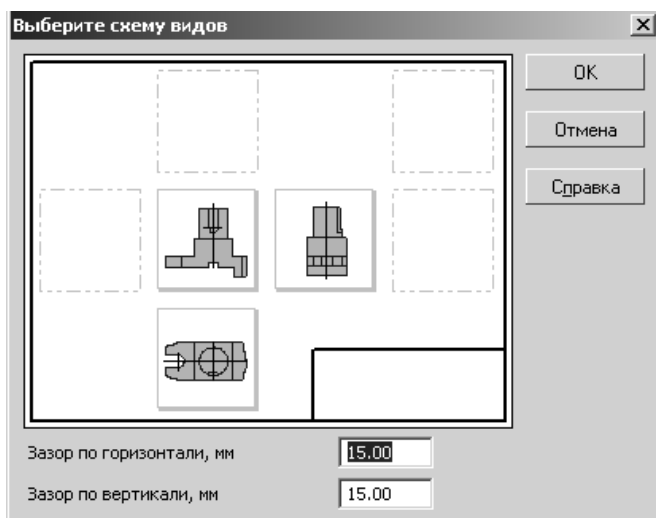 Выберите схему видов
OK
Отмена
Справка
Зазор по горизонтали, мм 15.00
Зазор по вертикали, мм 15.00